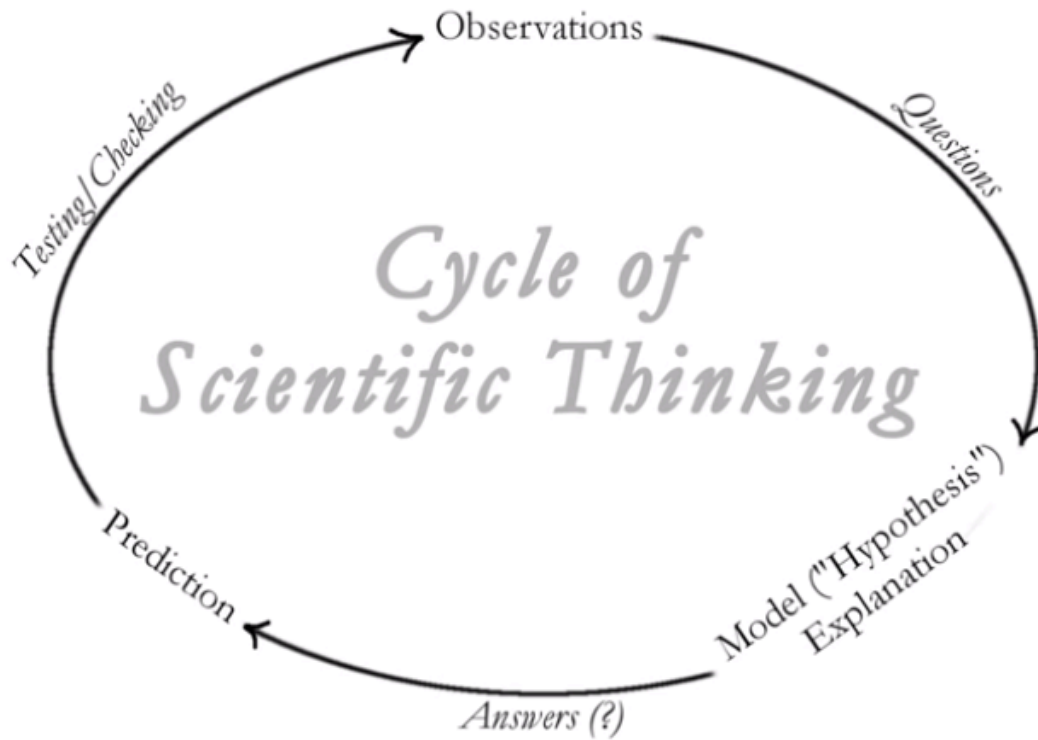 Observations
Questions
Testing/Checking
Cycle of
Scientific Thinking
Model ("Hypothesis")
Explanation
Prediction
Answers (?)